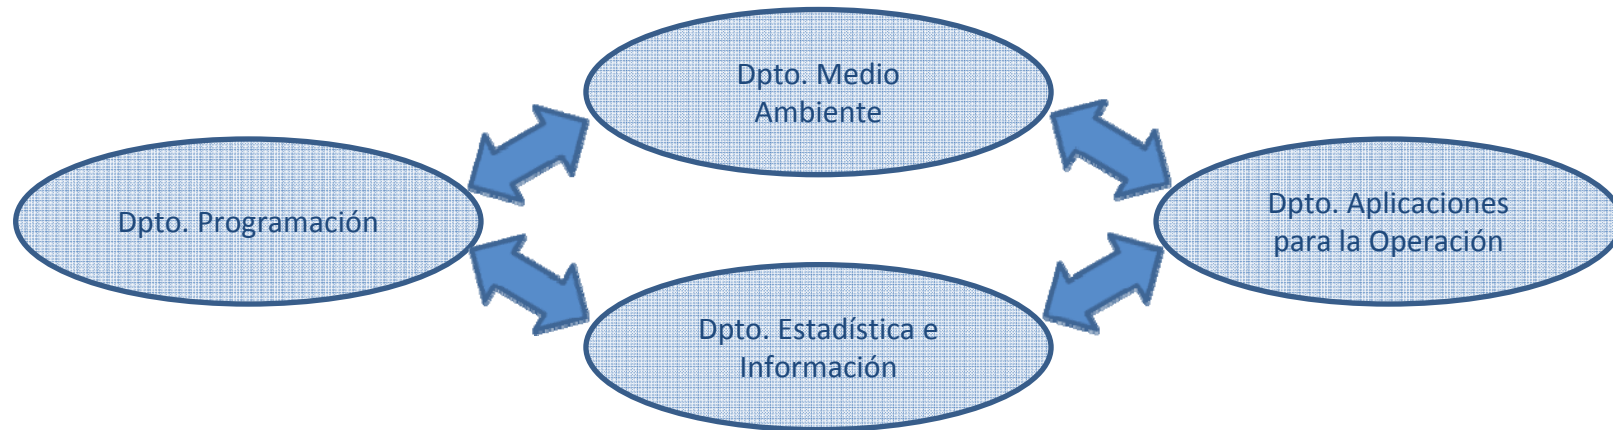 Dpto. Medio
Ambiente
Dpto. Programación
Dpto. Aplicaciones
para la Operación
Dpto. Estadística e
Información